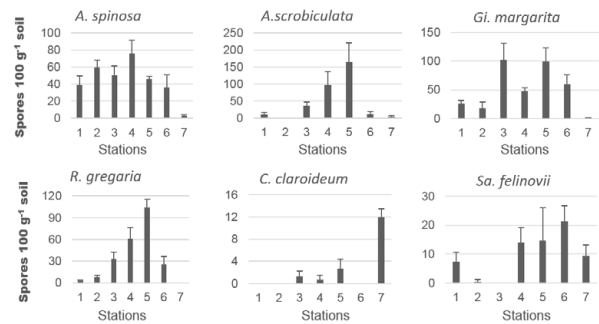 A. spinosa
A.scrobiculata
Gi. margarita
Spores 100 g⁻¹ soil
100
80
60
40
20
0
1 2 3 4 5 6 7
Stations
250
200
150
100
50
0
1 2 3 4 5 6 7
Stations
150
100
50
0
1 2 3 4 5 6 7
Stations
R. gregaria
C. claroideum
Sa. felinovii
Spores 100 g⁻¹ soil
120
90
60
30
0
1 2 3 4 5 6 7
Stations
16
12
8
4
0
1 2 3 4 5 6 7
Stations
30
20
10
0
1 2 3 4 5 6 7
Stations